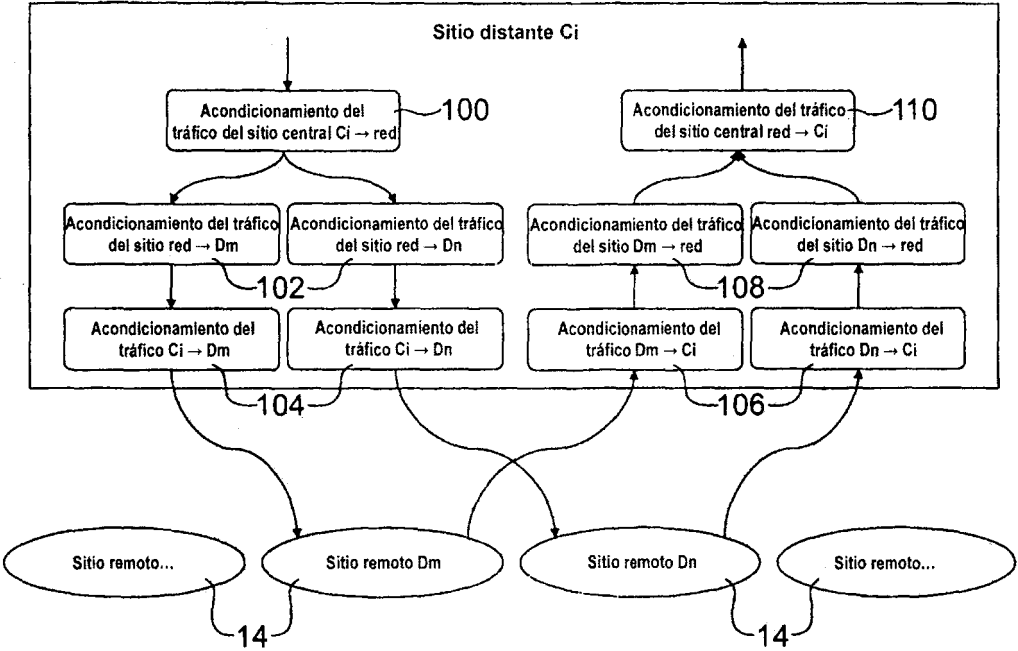 Sitio distante Ci
Acondicionamiento del
tráfico del sitio central Ci → red
100
Acondicionamiento del tráfico
del sitio central red → Ci
110
Acondicionamiento del tráfico
del sitio red → Dm
Acondicionamiento del tráfico
del sitio red → Dn
102
Acondicionamiento del tráfico
del sitio Dm → red
Acondicionamiento del tráfico
del sitio Dn → red
108
Acondicionamiento del
tráfico Ci → Dm
Acondicionamiento del
tráfico Ci → Dn
104
Acondicionamiento del
tráfico Dm → Ci
Acondicionamiento del
tráfico Dn → Ci
106
Sitio remoto...
Sitio remoto Dm
Sitio remoto Dn
Sitio remoto...
14
14